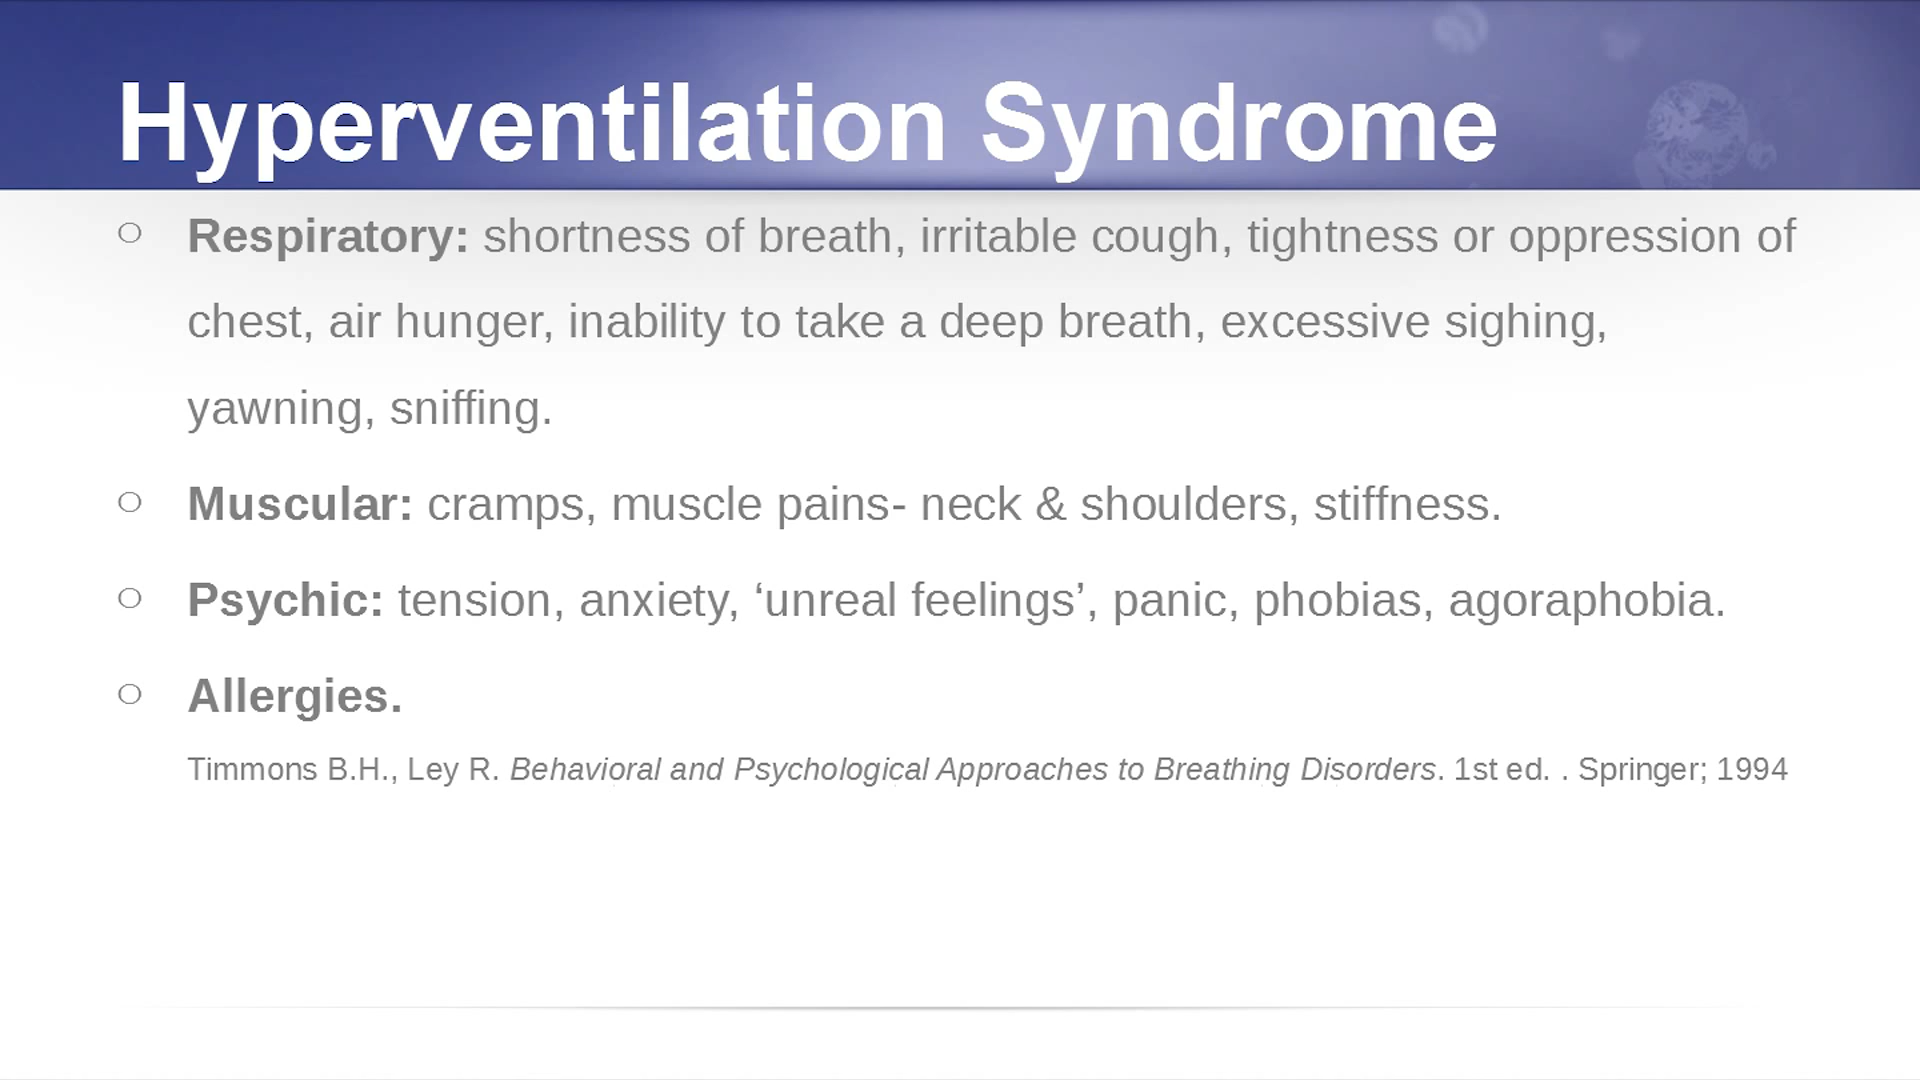 Hyperventilation Syndrome
○ Respiratory: shortness of breath, irritable cough, tightness or oppression of
chest, air hunger, inability to take a deep breath, excessive sighing,
yawning, sniffing.
○ Muscular: cramps, muscle pains- neck & shoulders, stiffness.
○ Psychic: tension, anxiety, ‘unreal feelings’, panic, phobias, agoraphobia.
○ Allergies.
Timmons B.H., Ley R. Behavioral and Psychological Approaches to Breathing Disorders. 1st ed. . Springer; 1994